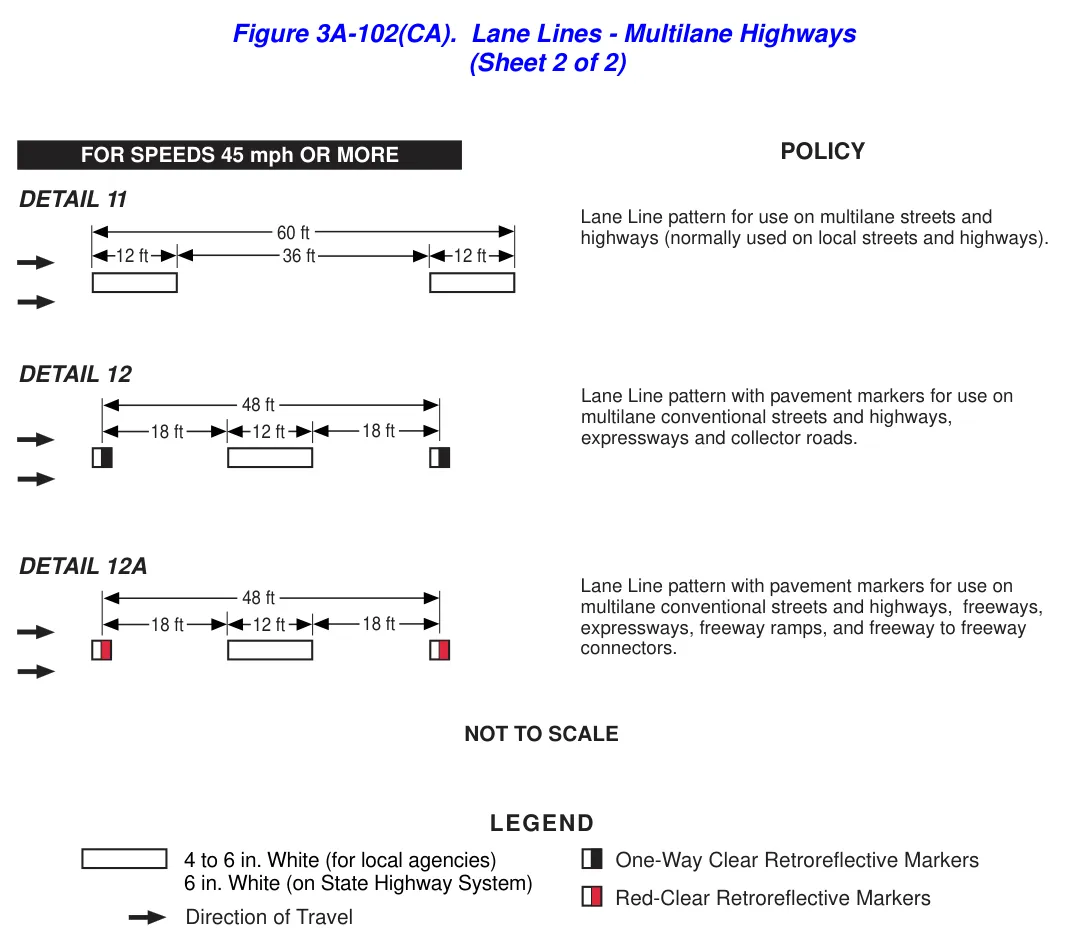 Figure 3A-102(CA).  Lane Lines - Multilane Highways
(Sheet 2 of 2)
FOR SPEEDS 45 mph OR MORE
POLICY
DETAIL 11
60 ft
12 ft
36 ft
12 ft
Lane Line pattern for use on multilane streets and
highways (normally used on local streets and highways).
DETAIL 12
48 ft
18 ft
12 ft
18 ft
Lane Line pattern with pavement markers for use on
multilane conventional streets and highways,
expressways and collector roads.
DETAIL 12A
48 ft
18 ft
12 ft
18 ft
Lane Line pattern with pavement markers for use on
multilane conventional streets and highways,  freeways,
expressways, freeway ramps, and freeway to freeway
connectors.
NOT TO SCALE
LEGEND
4 to 6 in. White (for local agencies)
6 in. White (on State Highway System)
Direction of Travel
One-Way Clear Retroreflective Markers
Red-Clear Retroreflective Markers